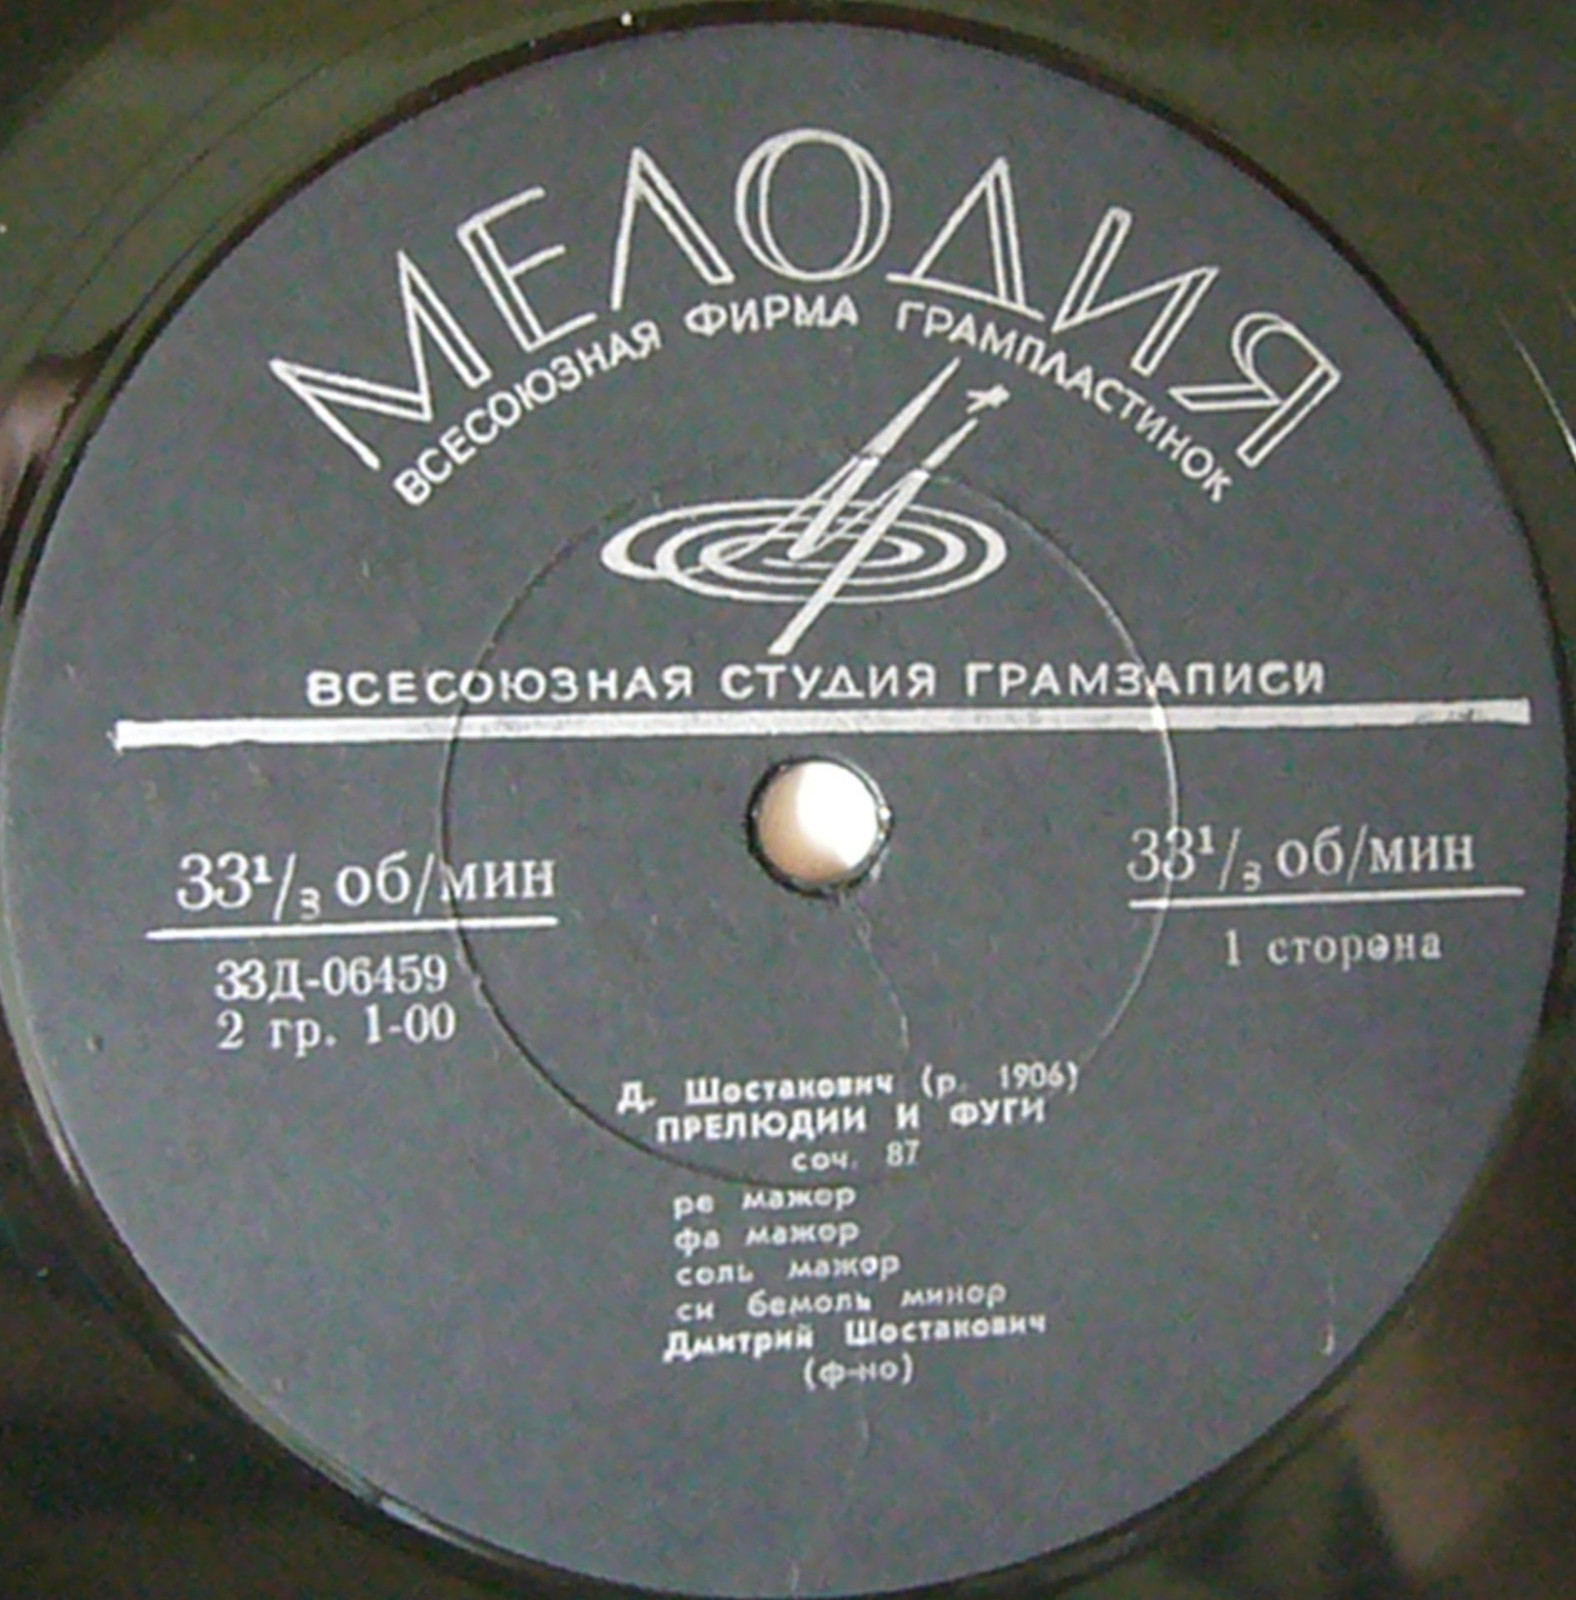 МЕЛОДИЯ
ВСЕСОЮЗНАЯ ФИРМА ГРАМПЛАСТИНОК
ВСЕСОЮЗНАЯ СТУДИЯ ГРАМЗАПИСИ
33¹/₃ об/мин
33Д-06459
2 гр. 1-00
33¹/₃ об/мин
1 сторона
Д. Шостакович (р. 1906)
ПРЕЛЮДИИ И ФУГИ
соч. 87
ре мажор
фа мажор
соль мажор
си бемоль минор
Дмитрий Шостакович
(ф-но)